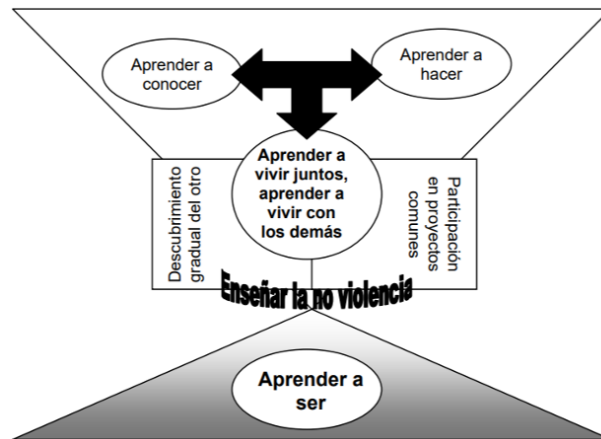 Aprender a
conocer
Aprender a
hacer
Aprender a
vivir juntos,
aprender a
vivir con
los demás
Descubrimiento
gradual del otro
Participación
en proyectos
comunes
Enseñar la no violencia
Aprender a
ser